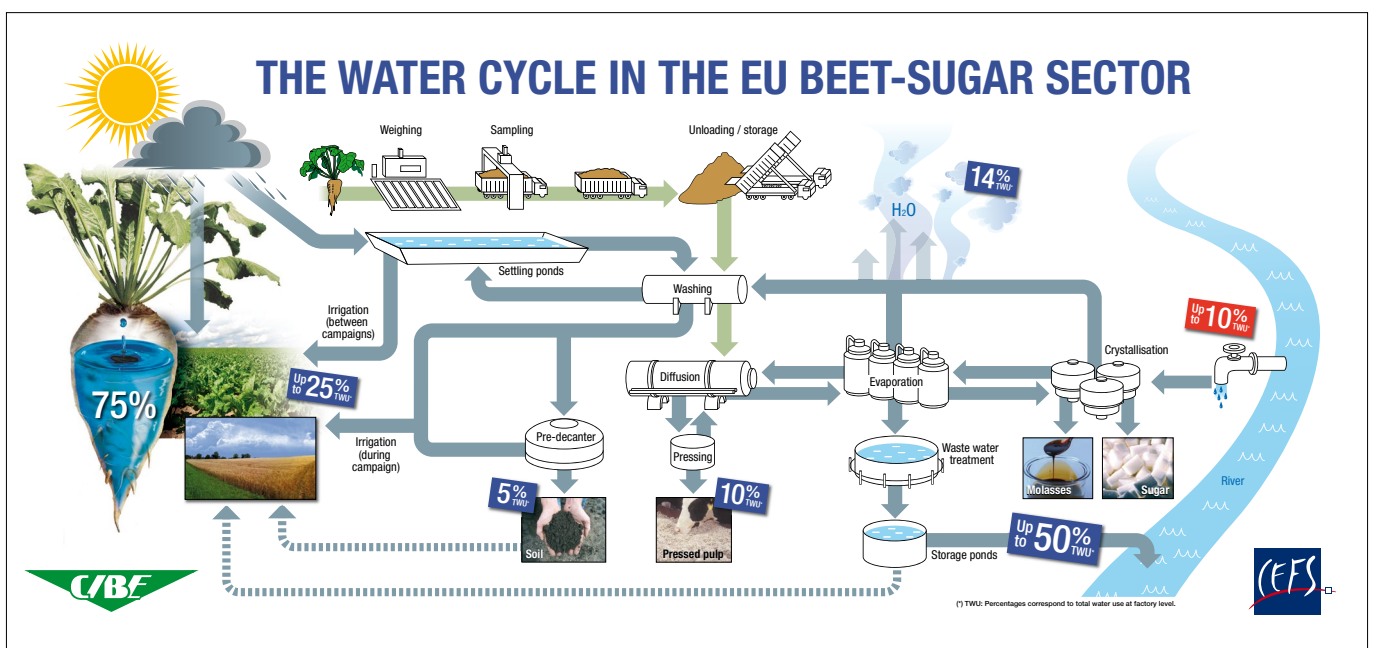 THE WATER CYCLE IN THE EU BEET-SUGAR SECTOR
Weighing
Sampling
Unloading / storage
14%
TWU*
H₂O
Settling ponds
Washing
Irrigation
(between
campaigns)
Up
to 10%
TWU*
Crystallisation
Diffusion
Evaporation
Up
to 25%
TWU*
75%
Pre-decanter
Irrigation
(during
campaign)
Pressing
Waste water
treatment
Molasses
Sugar
River
5%
TWU*
10%
TWU*
Soil
Pressed pulp
Storage ponds
Up
to 50%
TWU*
CIBE
CEFS
(*) TWU: Percentages correspond to total water use at factory level.